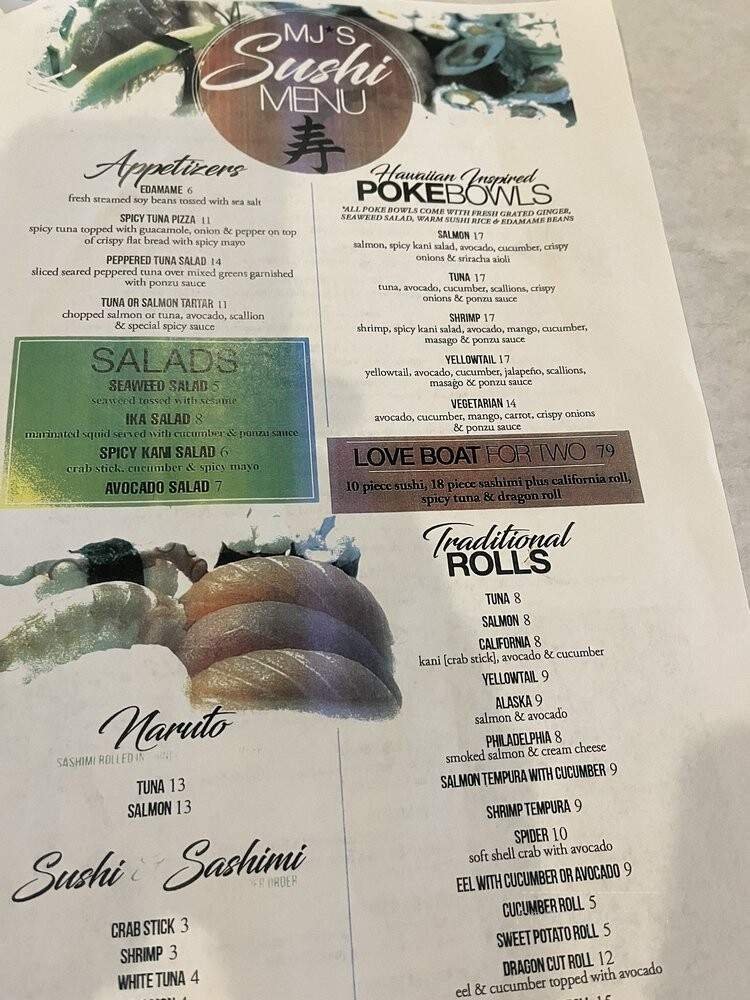 MJ*S
Sushi
MENU
寿
Appetizers
EDAMAME 6
fresh steamed soy beans tossed with sea salt
SPICY TUNA PIZZA 11
spicy tuna topped with guacamole, onion & pepper on top
of crispy flat bread with spicy mayo
PEPPERED TUNA SALAD 14
sliced seared peppered tuna over mixed greens garnished
with ponzu sauce
TUNA OR SALMON TARTAR 11
chopped salmon or tuna, avocado, scallion
& special spicy sauce
SALADS
SEAWEED SALAD 5
seaweed tossed with sesame
IKA SALAD 8
marinated squid served with cucumber & ponzu sauce
SPICY KANI SALAD 6
crab stick, cucumber & spicy mayo
AVOCADO SALAD 7
Naruto
SASHIMI ROLLED IN
TUNA 13
SALMON 13
Sushi & Sashimi
PER ORDER
CRAB STICK 3
SHRIMP 3
WHITE TUNA 4
Hawaiian Inspired
POKEBOWLS
*ALL POKE BOWLS COME WITH FRESH GRATED GINGER,
SEAWEED SALAD, WARM SUSHI RICE & EDAMAME BEANS
SALMON 17
salmon, spicy kani salad, avocado, cucumber, crispy
onions & sriracha aioli
TUNA 17
tuna, avocado, cucumber, scallions, crispy
onions & ponzu sauce
SHRIMP 17
shrimp, spicy kani salad, avocado, mango, cucumber,
masago & ponzu sauce
YELLOWTAIL 17
yellowtail, avocado, cucumber, jalapeño, scallions,
masago & ponzu sauce
VEGETARIAN 14
avocado, cucumber, mango, carrot, crispy onions
& ponzu sauce
LOVE BOAT FOR TWO 79
10 piece sushi, 18 piece sashimi plus california roll,
spicy tuna & dragon roll
Traditional
ROLLS
TUNA 8
SALMON 8
CALIFORNIA 8
kani [crab stick], avocado & cucumber
YELLOWTAIL 9
ALASKA 9
salmon & avocado
PHILADELPHIA 8
smoked salmon & cream cheese
SALMON TEMPURA WITH CUCUMBER 9
SHRIMP TEMPURA 9
SPIDER 10
soft shell crab with avocado
EEL WITH CUCUMBER OR AVOCADO 9
CUCUMBER ROLL 5
SWEET POTATO ROLL 5
DRAGON CUT ROLL 12
eel & cucumber topped with avocado